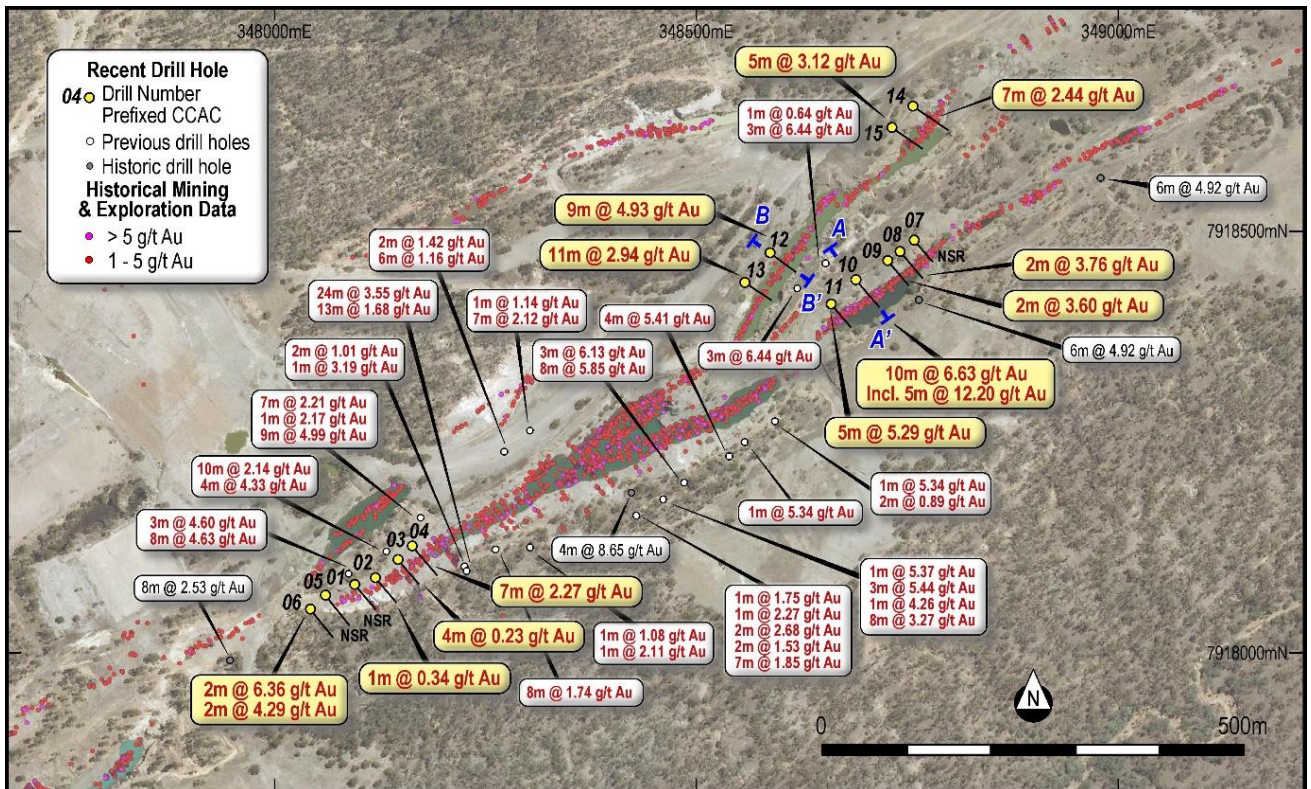 348000mE
348500mE
349000mE
Recent Drill Hole
04 Drill Number
Prefixed CCAC
Previous drill holes
Historic drill hole
Historical Mining
& Exploration Data
> 5 g/t Au
1 - 5 g/t Au
5m @ 3.12 g/t Au
14
7m @ 2.44 g/t Au
1m @ 0.64 g/t Au
3m @ 6.44 g/t Au
15
6m @ 4.92 g/t Au
9m @ 4.93 g/t Au
B
12
A
07
08
09
NSR
7918500mN
2m @ 1.42 g/t Au
6m @ 1.16 g/t Au
11m @ 2.94 g/t Au
13
B'
10
11
A'
2m @ 3.76 g/t Au
2m @ 3.60 g/t Au
24m @ 3.55 g/t Au
13m @ 1.68 g/t Au
1m @ 1.14 g/t Au
7m @ 2.12 g/t Au
4m @ 5.41 g/t Au
3m @ 6.44 g/t Au
6m @ 4.92 g/t Au
2m @ 1.01 g/t Au
1m @ 3.19 g/t Au
3m @ 6.13 g/t Au
8m @ 5.85 g/t Au
10m @ 6.63 g/t Au
Incl. 5m @ 12.20 g/t Au
7m @ 2.21 g/t Au
1m @ 2.17 g/t Au
9m @ 4.99 g/t Au
5m @ 5.29 g/t Au
10m @ 2.14 g/t Au
4m @ 4.33 g/t Au
1m @ 5.34 g/t Au
2m @ 0.89 g/t Au
3m @ 4.60 g/t Au
8m @ 4.63 g/t Au
1m @ 5.34 g/t Au
04
03
02
01
05
06
NSR
NSR
4m @ 8.65 g/t Au
8m @ 2.53 g/t Au
7m @ 2.27 g/t Au
1m @ 5.37 g/t Au
3m @ 5.44 g/t Au
1m @ 4.26 g/t Au
8m @ 3.27 g/t Au
4m @ 0.23 g/t Au
1m @ 1.08 g/t Au
1m @ 2.11 g/t Au
1m @ 1.75 g/t Au
1m @ 2.27 g/t Au
2m @ 2.68 g/t Au
2m @ 1.53 g/t Au
7m @ 1.85 g/t Au
7918000mN
1m @ 0.34 g/t Au
8m @ 1.74 g/t Au
2m @ 6.36 g/t Au
2m @ 4.29 g/t Au
N
0
500m